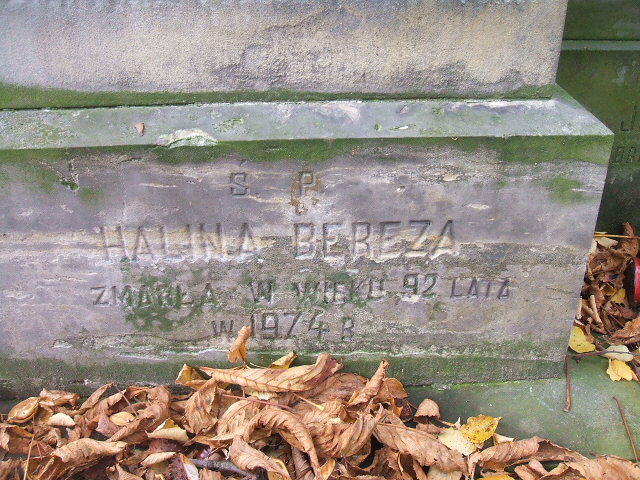 Ś. P.
HALINA BEREZA
ZMARŁA W WIEKU 92 LATA
W 1974 R